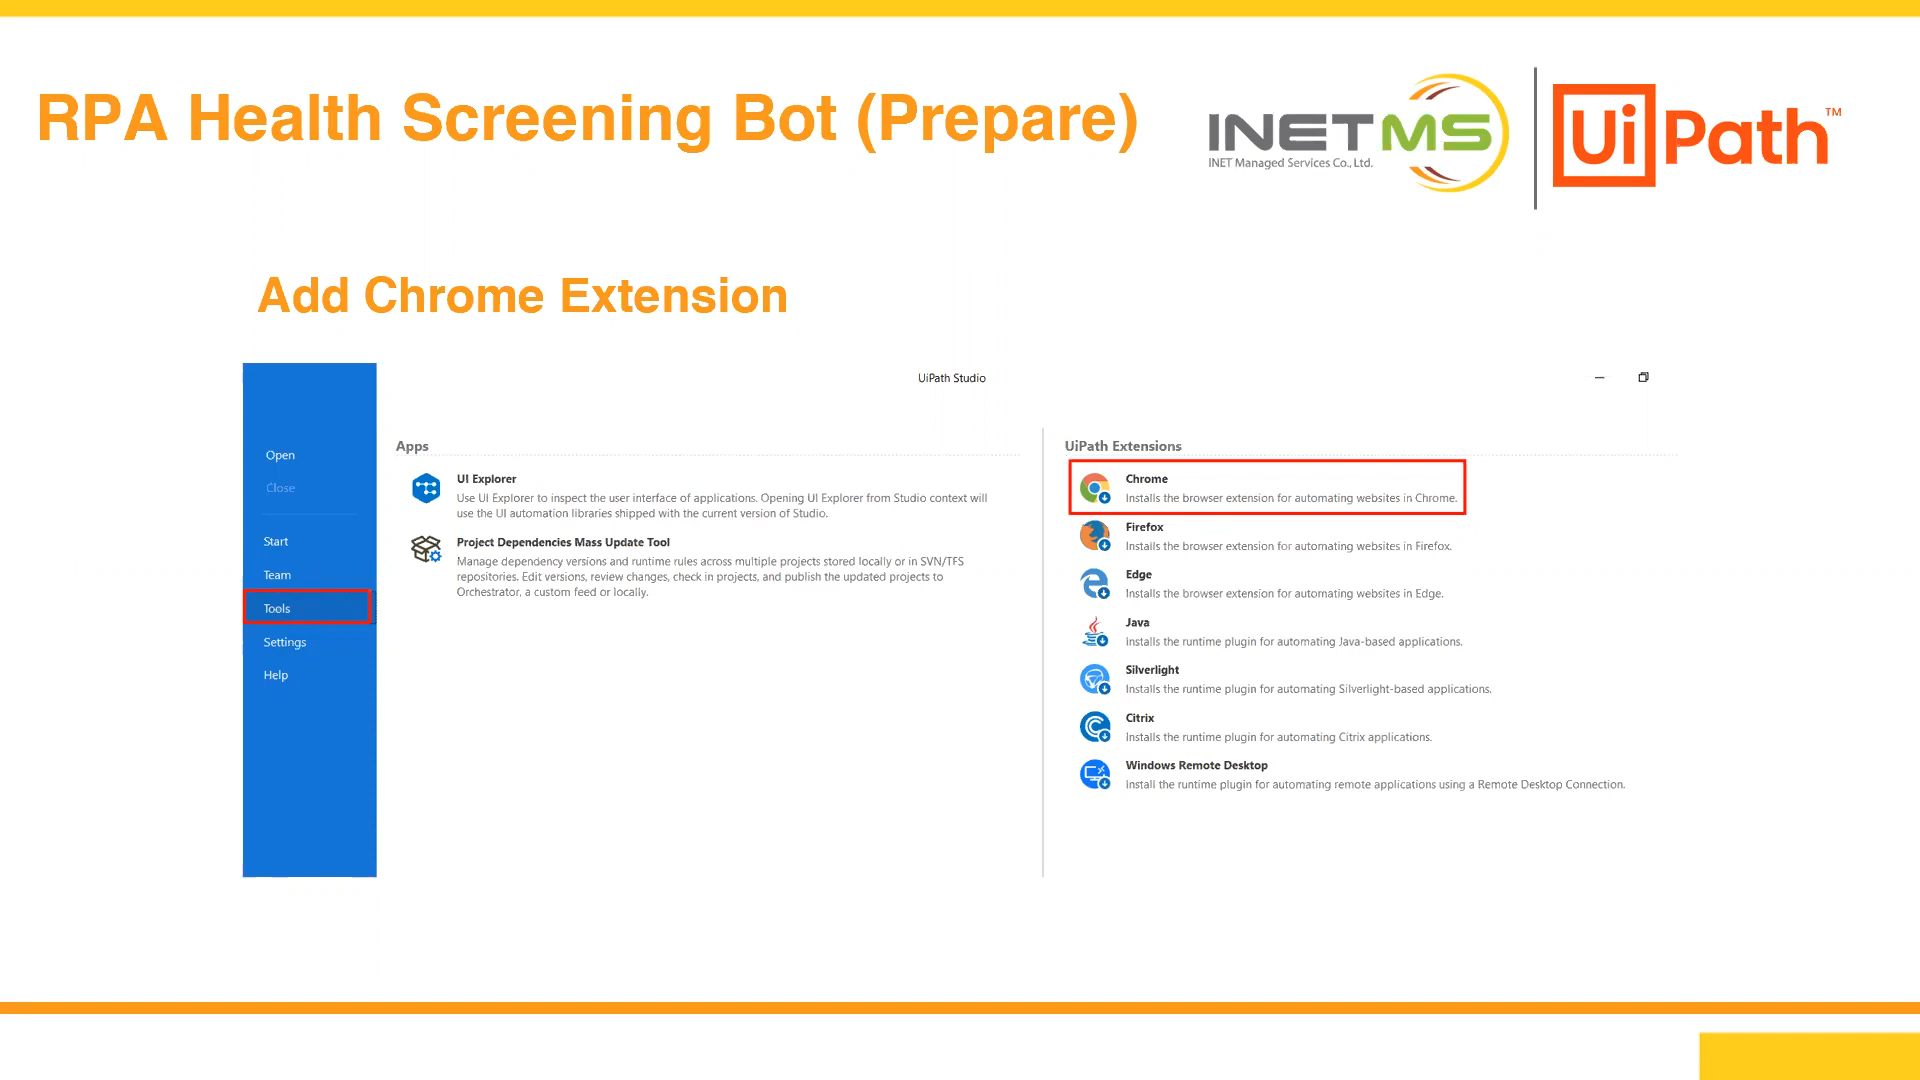 RPA Health Screening Bot (Prepare)
INETMS
INET Managed Services Co., Ltd.
UiPath™
Add Chrome Extension
UiPath Studio
Open
Close
Start
Team
Tools
Settings
Help
Apps
UI Explorer
Use UI Explorer to inspect the user interface of applications. Opening UI Explorer from Studio context will
use the UI automation libraries shipped with the current version of Studio.
Project Dependencies Mass Update Tool
Manage dependency versions and runtime rules across multiple projects stored locally or in SVN/TFS
repositories. Edit versions, review changes, check in projects, and publish the updated projects to
Orchestrator, a custom feed or locally.
UiPath Extensions
Chrome
Installs the browser extension for automating websites in Chrome.
Firefox
Installs the browser extension for automating websites in Firefox.
Edge
Installs the browser extension for automating websites in Edge.
Java
Installs the runtime plugin for automating Java-based applications.
Silverlight
Installs the runtime plugin for automating Silverlight-based applications.
Citrix
Installs the runtime plugin for automating Citrix applications.
Windows Remote Desktop
Install the runtime plugin for automating remote applications using a Remote Desktop Connection.